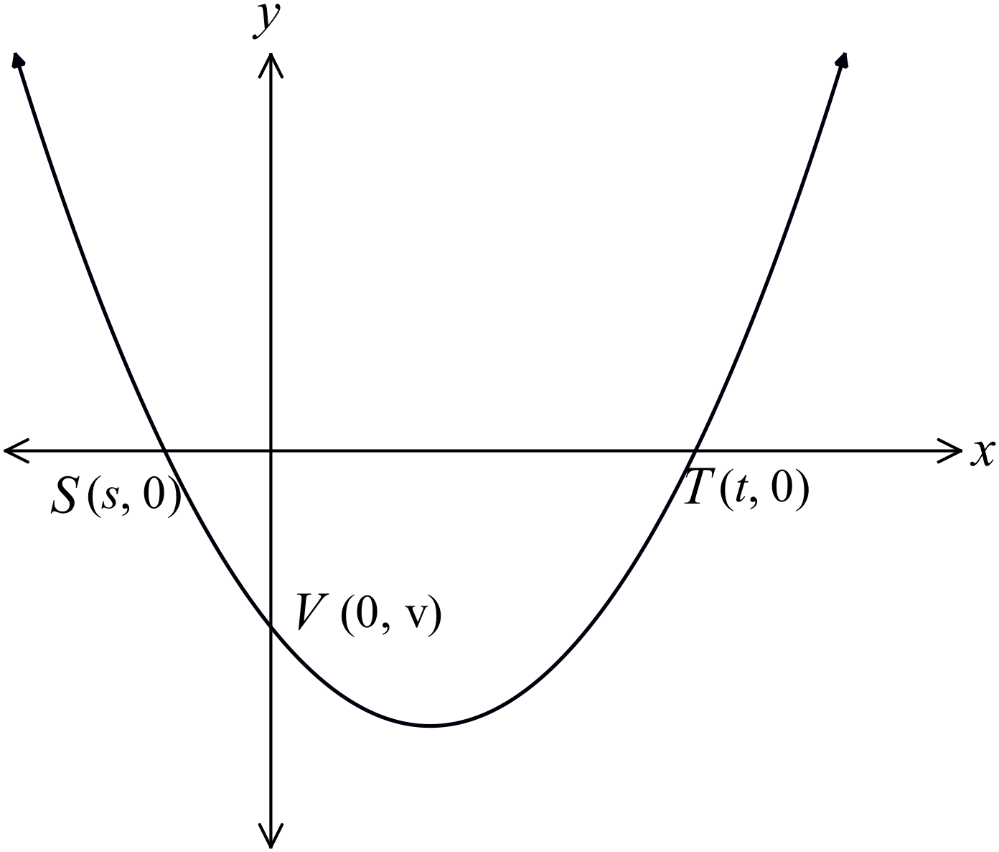 y
x
S(s, 0)
T(t, 0)
V (0, v)